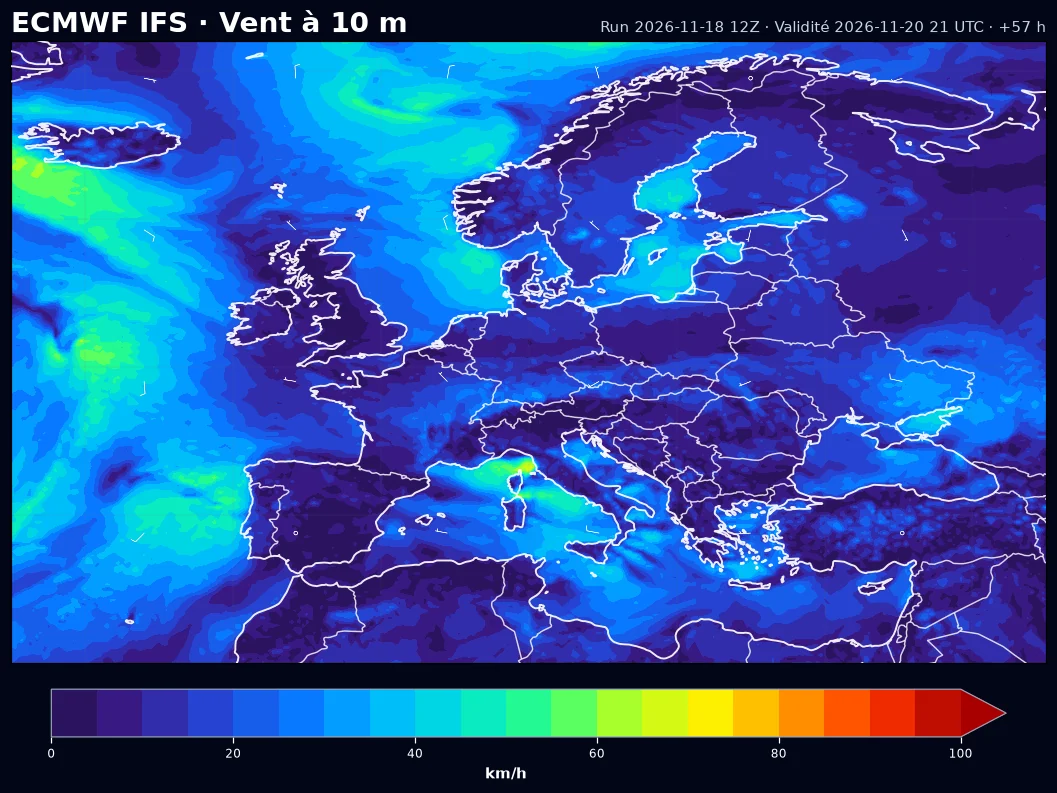 ECMWF IFS · Vent à 10 m
Run 2026-11-18 12Z · Validité 2026-11-20 21 UTC · +57 h
0 20 40 60 80 100
km/h